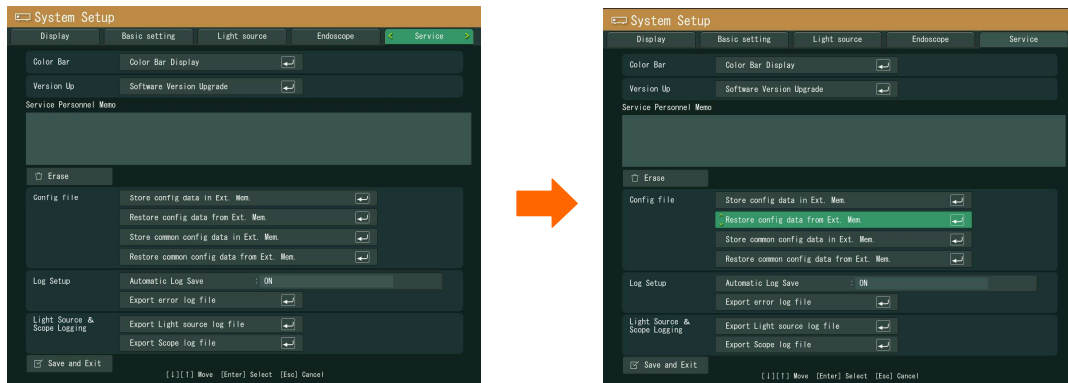 System Setup
Display Basic setting Light source Endoscope < Service >
Color Bar Color Bar Display
Version Up Software Version Upgrade
Service Personnel Memo
Erase
Config file Store config data in Ext. Mem.
Restore config data from Ext. Mem.
Store common config data in Ext. Mem.
Restore common config data from Ext. Mem.
Log Setup Automatic Log Save : ON
Export error log file
Light Source &
Scope Logging
Export Light source log file
Export Scope log file
Save and Exit
[↓][↑] Move [Enter] Select [Esc] Cancel
System Setup
Display Basic setting Light source Endoscope Service
Color Bar Color Bar Display
Version Up Software Version Upgrade
Service Personnel Memo
Erase
Config file Store config data in Ext. Mem.
Restore config data from Ext. Mem.
Store common config data in Ext. Mem.
Restore common config data from Ext. Mem.
Log Setup Automatic Log Save : ON
Export error log file
Light Source &
Scope Logging
Export Light source log file
Export Scope log file
Save and Exit
[↓][↑] Move [Enter] Select [Esc] Cancel